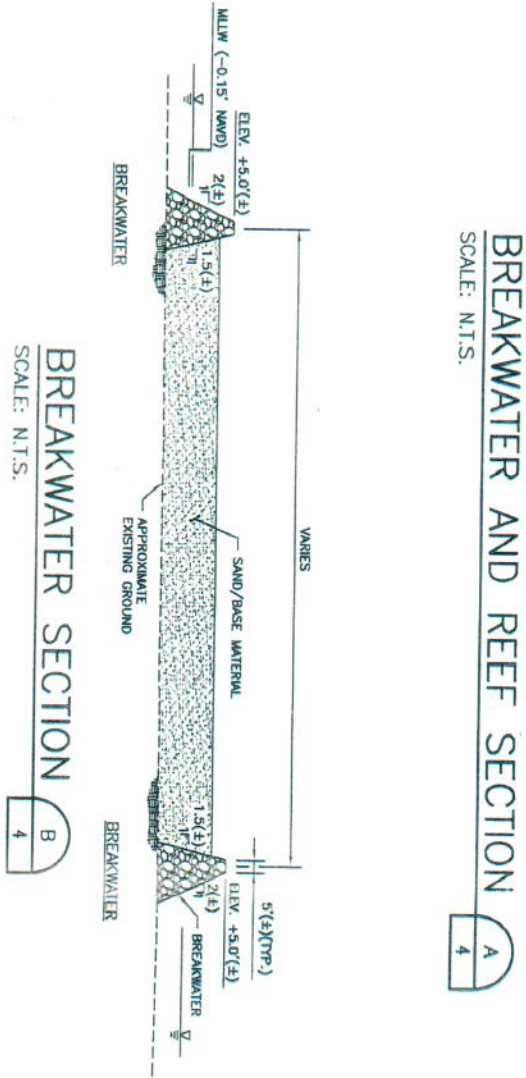 BREAKWATER AND REEF SECTION
SCALE: N.T.S.
A
4
VARIES
5'(±)(TYP.)
ELEV. +5.0'(±)
ELEV. +5.0'(±)
MLLW (-0.15' NAVD)
2(±)
1
1.5(±)
1
SAND/BASE MATERIAL
1.5(±)
1
2(±)
1
BREAKWATER
APPROXIMATE
EXISTING GROUND
BREAKWATER
BREAKWATER
BREAKWATER SECTION
SCALE: N.T.S.
B
4